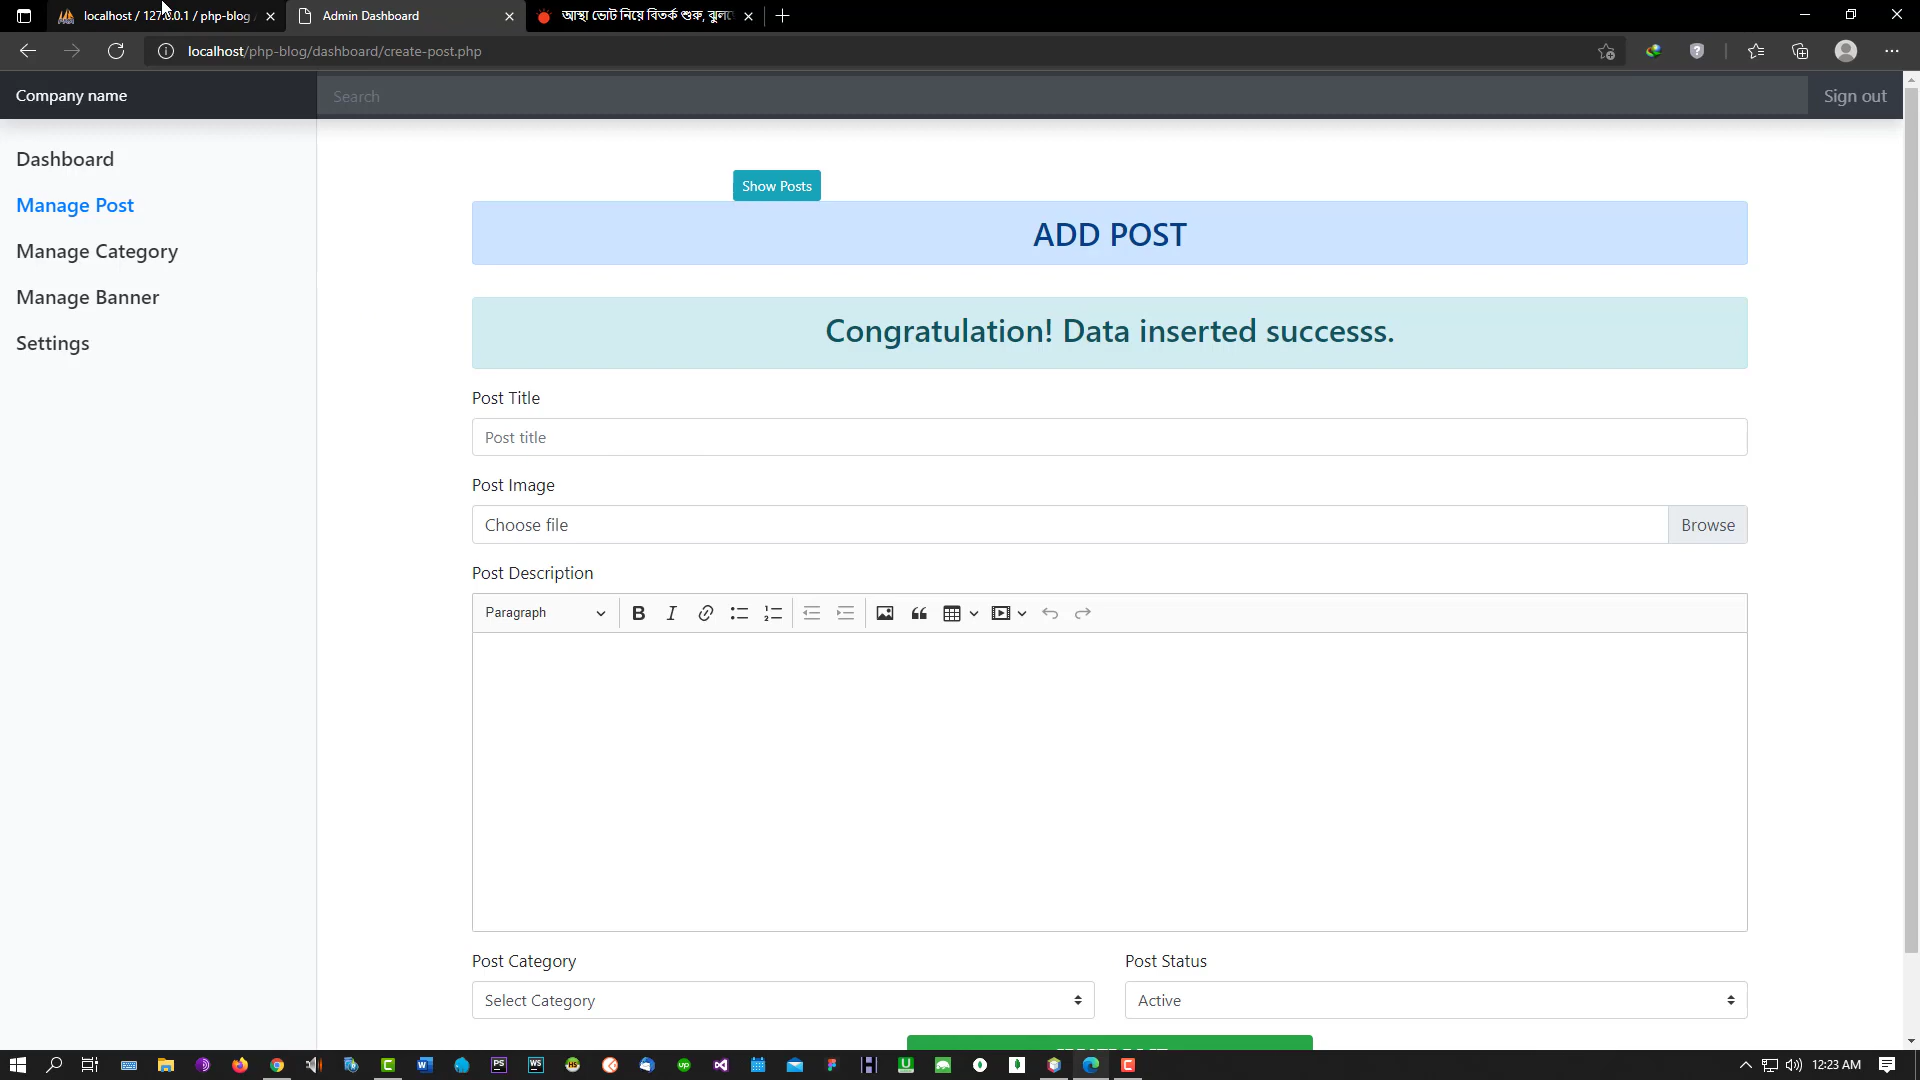 localhost / 127.0.0.1 / php-blog
Admin Dashboard
আস্থা ভোট নিয়ে বিতর্ক শুরু, ঝুলছে
localhost/php-blog/dashboard/create-post.php
Company name
Search
Sign out
Dashboard
Manage Post
Manage Category
Manage Banner
Settings
Show Posts
ADD POST
Congratulation! Data inserted successs.
Post Title
Post title
Post Image
Choose file
Browse
Post Description
Paragraph
Post Category
Post Status
Select Category
Active
12:23 AM